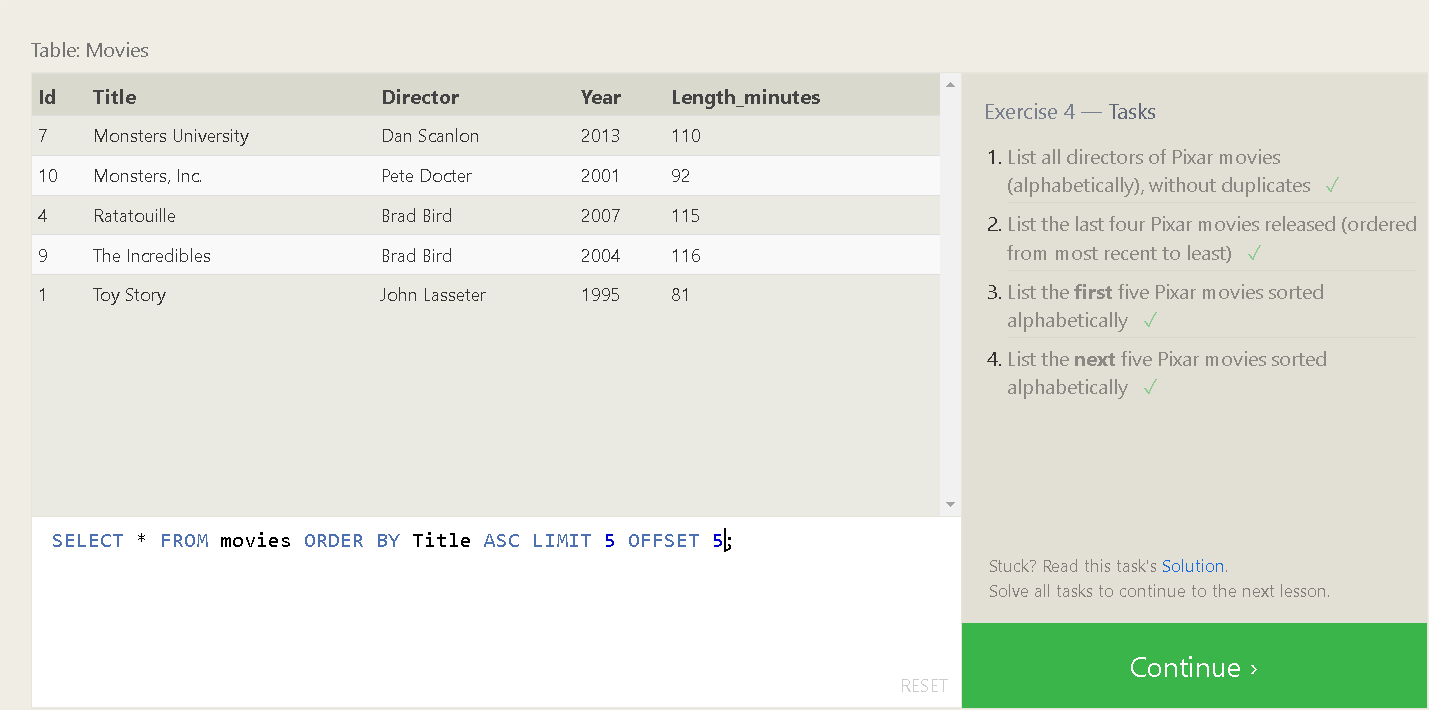 Table: Movies
Id Title Director Year Length_minutes
7 Monsters University Dan Scanlon 2013 110
10 Monsters, Inc. Pete Docter 2001 92
4 Ratatouille Brad Bird 2007 115
9 The Incredibles Brad Bird 2004 116
1 Toy Story John Lasseter 1995 81
SELECT * FROM movies ORDER BY Title ASC LIMIT 5 OFFSET 5;
RESET
Exercise 4 — Tasks
1. List all directors of Pixar movies
(alphabetically), without duplicates ✓
2. List the last four Pixar movies released (ordered
from most recent to least) ✓
3. List the first five Pixar movies sorted
alphabetically ✓
4. List the next five Pixar movies sorted
alphabetically ✓
Stuck? Read this task's Solution.
Solve all tasks to continue to the next lesson.
Continue ›